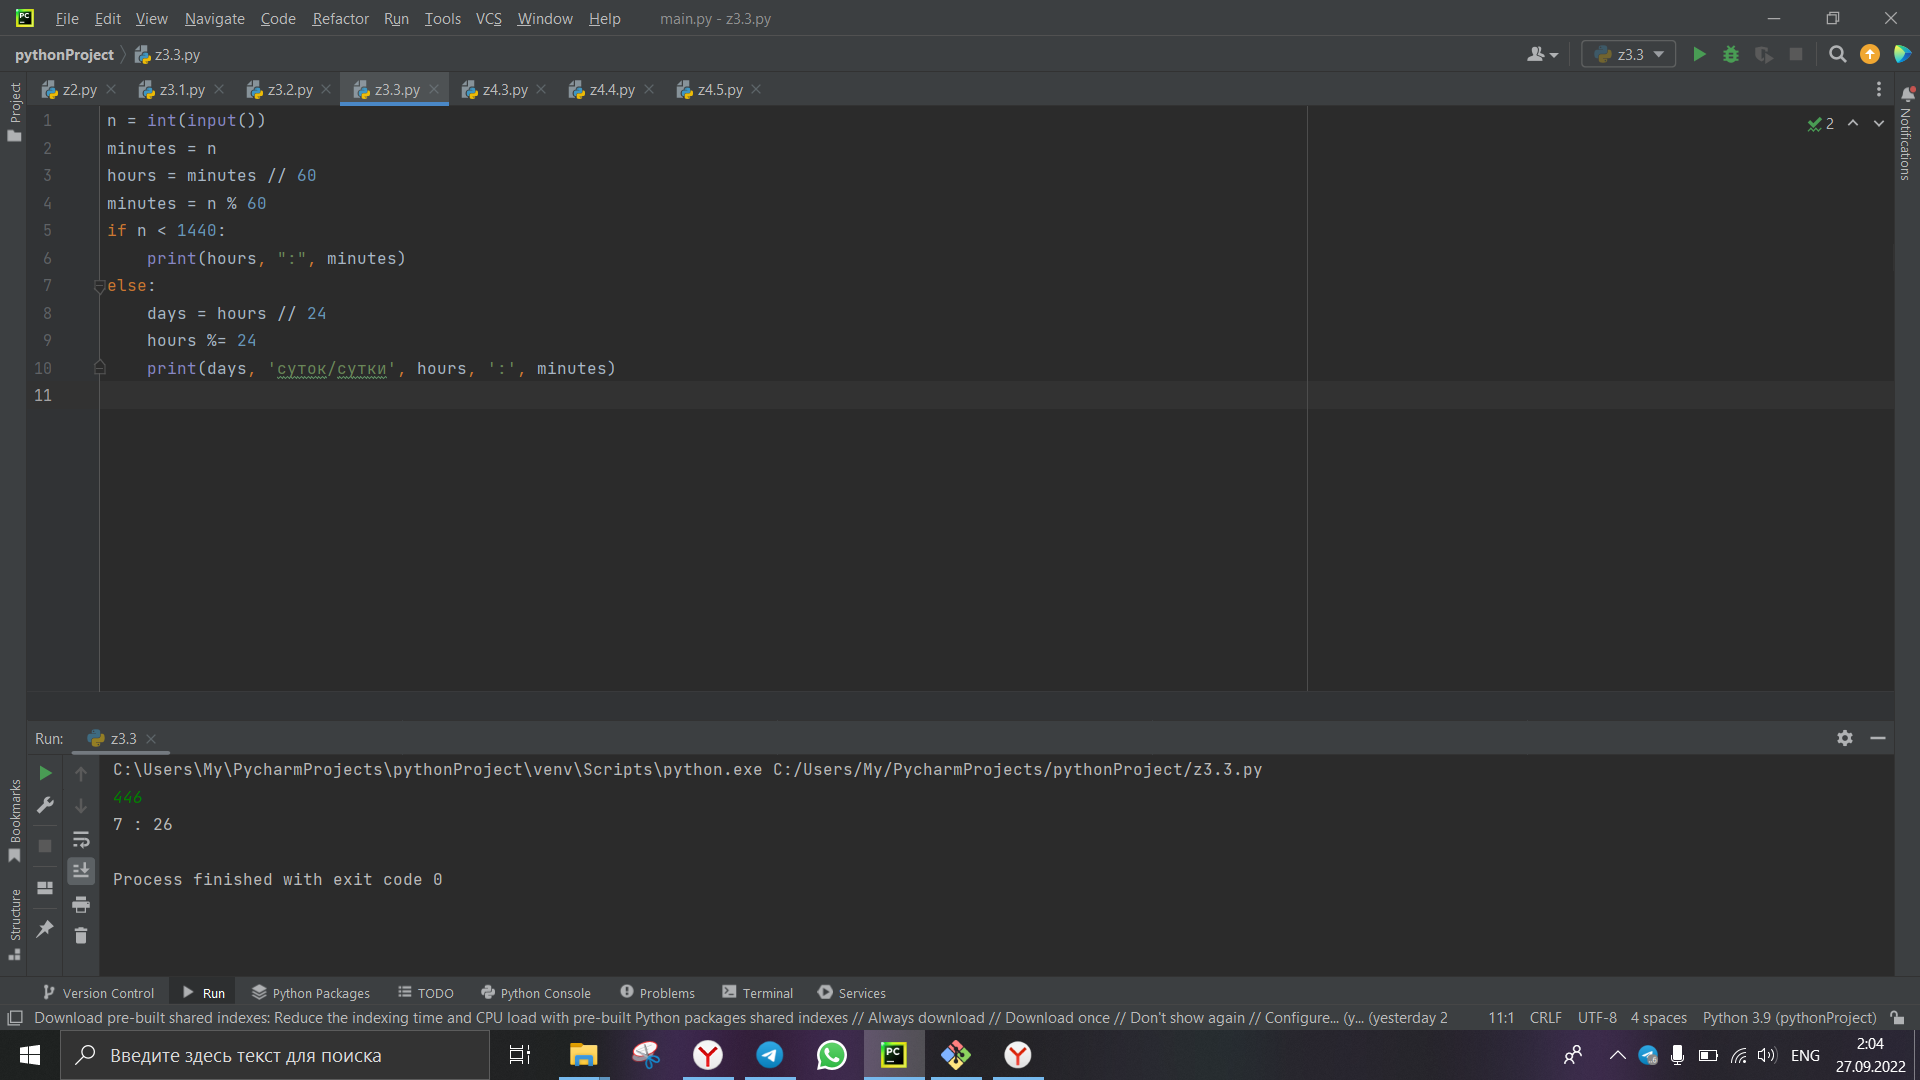 File Edit View Navigate Code Refactor Run Tools VCS Window Help main.py - z3.3.py
pythonProject z3.3.py z3.3
z2.py z3.1.py z3.2.py z3.3.py z4.3.py z4.4.py z4.5.py
Project
Notifications
2
1 n = int(input())
2 minutes = n
3 hours = minutes // 60
4 minutes = n % 60
5 if n < 1440:
6 print(hours, ":", minutes)
7 else:
8 days = hours // 24
9 hours %= 24
10 print(days, 'суток/сутки', hours, ':', minutes)
11
Run: z3.3
C:\Users\My\PycharmProjects\pythonProject\venv\Scripts\python.exe C:/Users/My/PycharmProjects/pythonProject/z3.3.py
446
7 : 26
Process finished with exit code 0
Bookmarks
Structure
Version Control Run Python Packages TODO Python Console Problems Terminal Services
Download pre-built shared indexes: Reduce the indexing time and CPU load with pre-built Python packages shared indexes // Always download // Download once // Don't show again // Configure... (y... (yesterday 2 11:1 CRLF UTF-8 4 spaces Python 3.9 (pythonProject)
Введите здесь текст для поиска
PC
ENG
2:04
27.09.2022